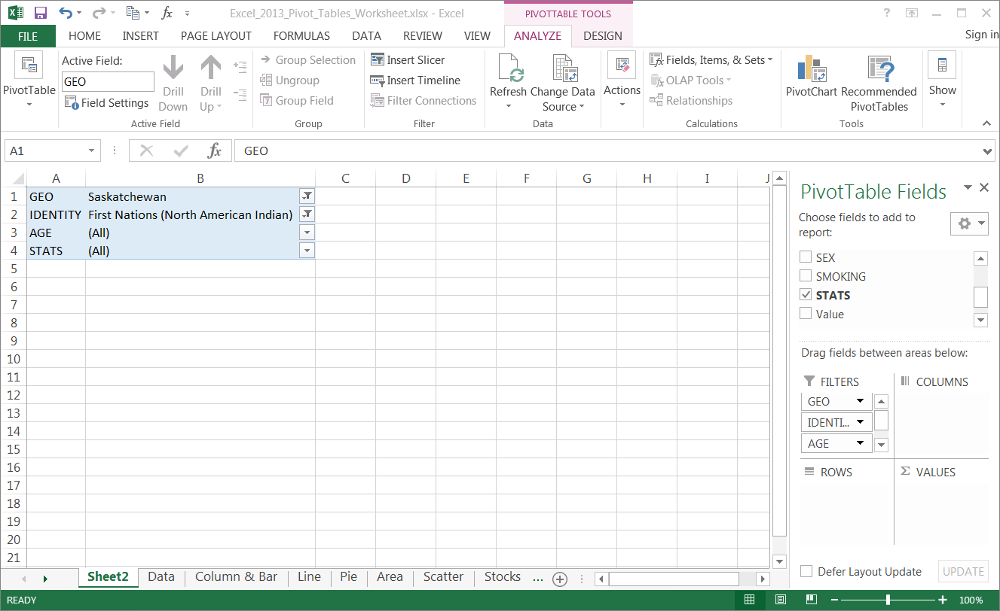 Excel_2013_Pivot_Tables_Worksheet.xlsx - Excel
PIVOTTABLE TOOLS
?
FILE HOME INSERT PAGE LAYOUT FORMULAS DATA REVIEW VIEW ANALYZE DESIGN Sign in
PivotTable
Active Field:
GEO
Field Settings
Drill Down
Drill Up
Active Field
Group Selection
Ungroup
Group Field
Group
Insert Slicer
Insert Timeline
Filter Connections
Filter
Refresh
Change Data
Source
Data
Actions
Fields, Items, & Sets
OLAP Tools
Relationships
Calculations
PivotChart
Recommended
PivotTables
Tools
Show
A1 fx GEO
A B C D E F G H I J
1 GEO Saskatchewan
2 IDENTITY First Nations (North American Indian)
3 AGE (All)
4 STATS (All)
5
6
7
8
9
10
11
12
13
14
15
16
17
18
19
20
21
PivotTable Fields
Choose fields to add to
report:
SEX
SMOKING
STATS
Value
Drag fields between areas below:
FILTERS
GEO
IDENTI...
AGE
COLUMNS
ROWS
Σ VALUES
Defer Layout Update UPDATE
Sheet2 Data Column & Bar Line Pie Area Scatter Stocks ...
READY 100%